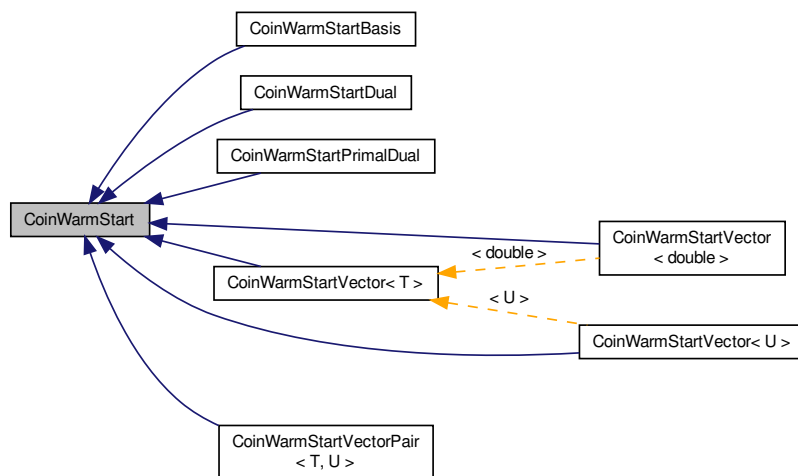 CoinWarmStartBasis
CoinWarmStartDual
CoinWarmStartPrimalDual
CoinWarmStart
CoinWarmStartVector
< double >
< double >
CoinWarmStartVector< T >
< U >
CoinWarmStartVector< U >
CoinWarmStartVectorPair
< T, U >